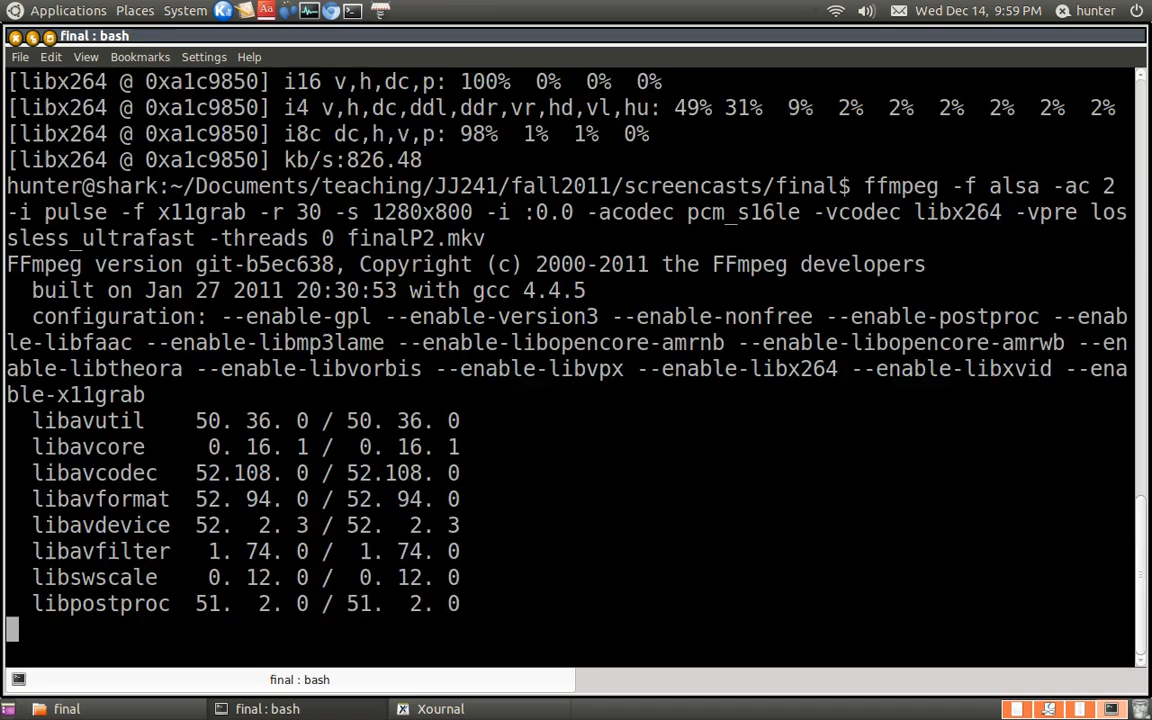 Applications Places System Aa Wed Dec 14, 9:59 PM hunter
final : bash
File Edit View Bookmarks Settings Help
[libx264 @ 0xa1c9850] i16 v,h,dc,p: 100% 0% 0% 0%
[libx264 @ 0xa1c9850] i4 v,h,dc,ddl,ddr,vr,hd,vl,hu: 49% 31% 9% 2% 2% 2% 2% 2% 2%
[libx264 @ 0xa1c9850] i8c dc,h,v,p: 98% 1% 1% 0%
[libx264 @ 0xa1c9850] kb/s:826.48
hunter@shark:~/Documents/teaching/JJ241/fall2011/screencasts/final$ ffmpeg -f alsa -ac 2
-i pulse -f x11grab -r 30 -s 1280x800 -i :0.0 -acodec pcm_s16le -vcodec libx264 -vpre los
sless_ultrafast -threads 0 finalP2.mkv
FFmpeg version git-b5ec638, Copyright (c) 2000-2011 the FFmpeg developers
built on Jan 27 2011 20:30:53 with gcc 4.4.5
configuration: --enable-gpl --enable-version3 --enable-nonfree --enable-postproc --enab
le-libfaac --enable-libmp3lame --enable-libopencore-amrnb --enable-libopencore-amrwb --en
able-libtheora --enable-libvorbis --enable-libvpx --enable-libx264 --enable-libxvid --ena
ble-x11grab
libavutil 50. 36. 0 / 50. 36. 0
libavcore 0. 16. 1 / 0. 16. 1
libavcodec 52.108. 0 / 52.108. 0
libavformat 52. 94. 0 / 52. 94. 0
libavdevice 52. 2. 3 / 52. 2. 3
libavfilter 1. 74. 0 / 1. 74. 0
libswscale 0. 12. 0 / 0. 12. 0
libpostproc 51. 2. 0 / 51. 2. 0
final : bash
final final : bash Xournal